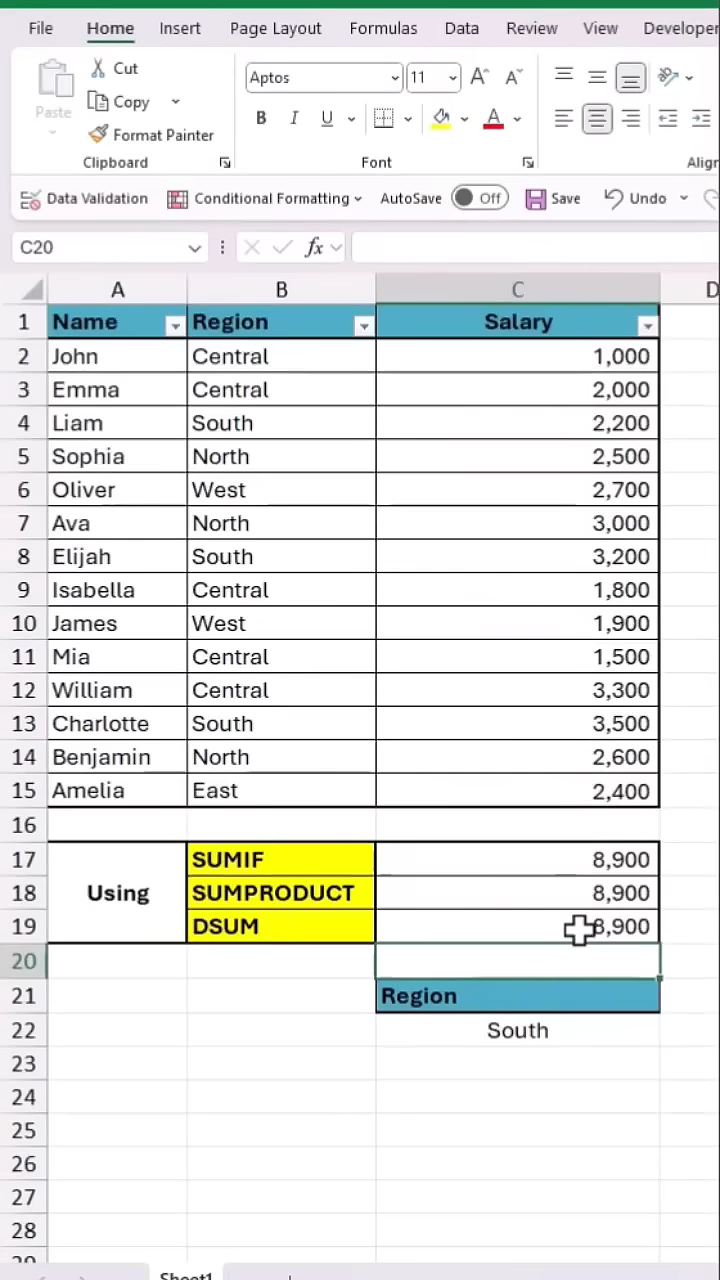 File Home Insert Page Layout Formulas Data Review View Developer
Cut
Aptos 11 A^ A˅
Paste Copy
B I U A
Format Painter
Clipboard Font
Data Validation Conditional Formatting AutoSave Off Save Undo
C20 fx
A B C D
1 Name Region Salary
2 John Central 1,000
3 Emma Central 2,000
4 Liam South 2,200
5 Sophia North 2,500
6 Oliver West 2,700
7 Ava North 3,000
8 Elijah South 3,200
9 Isabella Central 1,800
10 James West 1,900
11 Mia Central 1,500
12 William Central 3,300
13 Charlotte South 3,500
14 Benjamin North 2,600
15 Amelia East 2,400
16
17 SUMIF 8,900
18 Using SUMPRODUCT 8,900
19 DSUM 8,900
20
21 Region
22 South
23
24
25
26
27
28
29
Sheet1